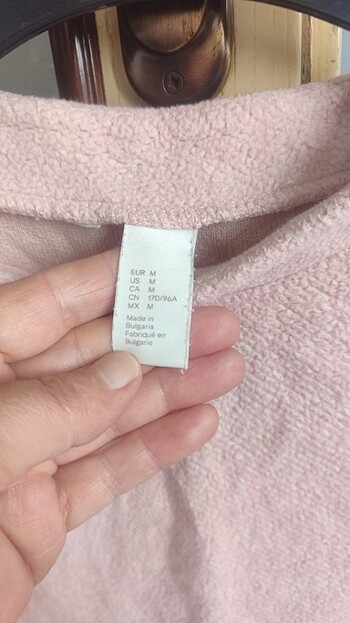 EUR M
US M
CA M
CN 170/96A
MX M
Made in
Bulgaria
Fabriqué en
Bulgarie